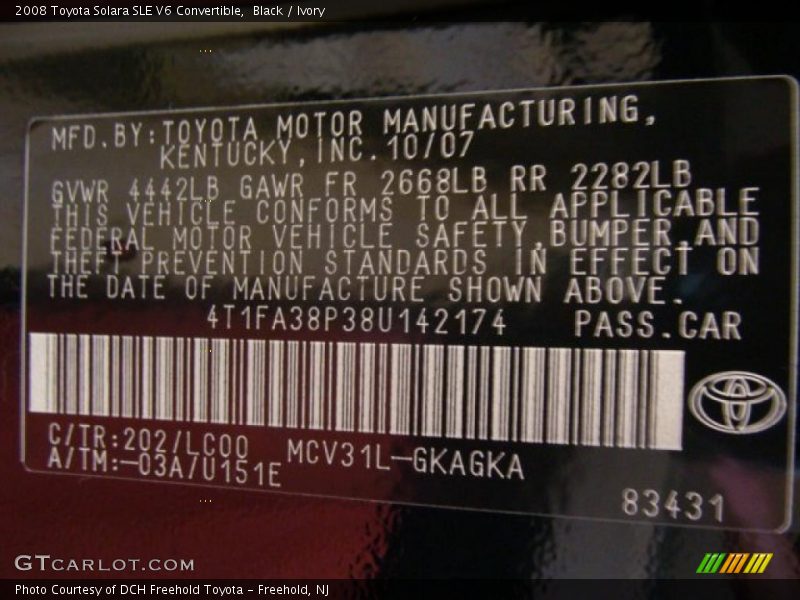 2008 Toyota Solara SLE V6 Convertible,  Black / Ivory
MFD.BY:TOYOTA MOTOR MANUFACTURING,
KENTUCKY,INC.10/07
GVWR 4442LB GAWR FR 2668LB RR 2282LB
THIS VEHICLE CONFORMS TO ALL APPLICABLE
FEDERAL MOTOR VEHICLE SAFETY,BUMPER,AND
THEFT PREVENTION STANDARDS IN EFFECT ON
THE DATE OF MANUFACTURE SHOWN ABOVE.
4T1FA38P38U142174 PASS.CAR
C/TR:202/LC00 MCV31L-GKAGKA
A/TM:-03A/U151E
83431
GTCARLOT.COM
Photo Courtesy of DCH Freehold Toyota - Freehold, NJ